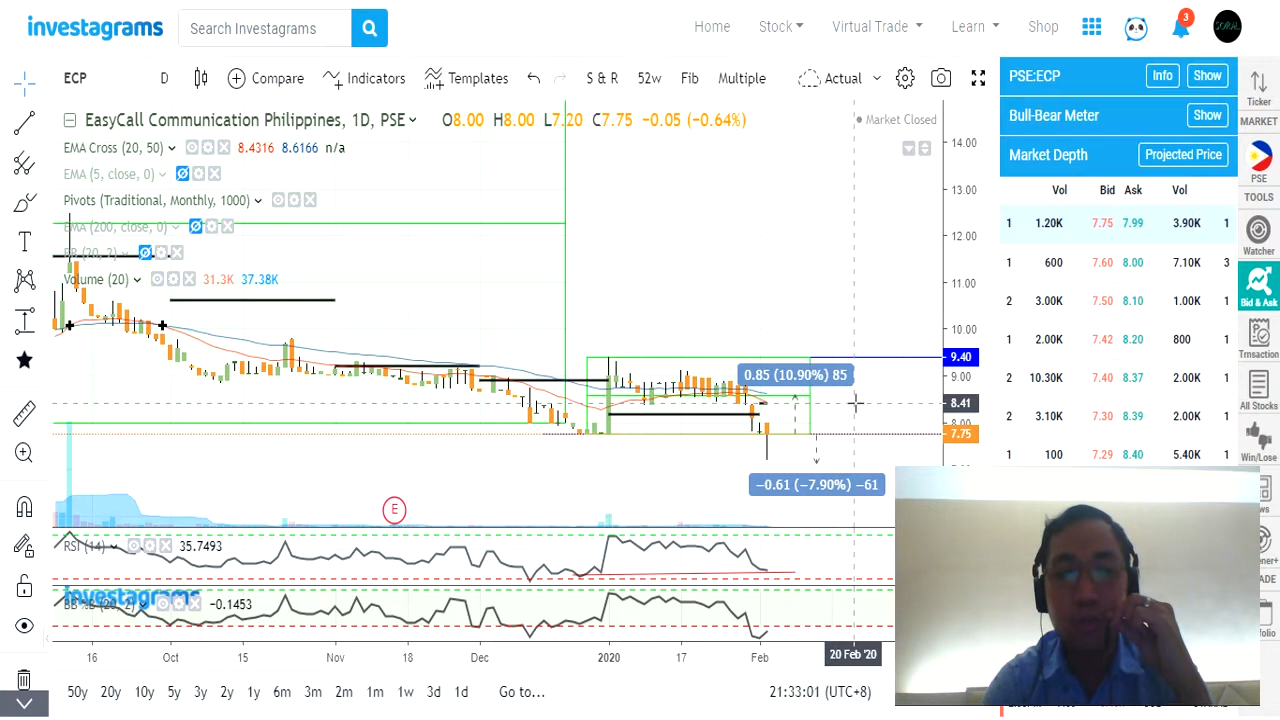 investagrams
Search Investagrams
Home Stock Virtual Trade Learn Shop
3
SORAL
ECP D Compare Indicators Templates S & R 52w Fib Multiple Actual
EasyCall Communication Philippines, 1D, PSE O8.00 H8.00 L7.20 C7.75 −0.05 (−0.64%)
Market Closed
EMA Cross (20, 50) 8.4316 8.6166 n/a
EMA (5, close, 0)
Pivots (Traditional, Monthly, 1000)
EMA (200, close, 0)
BB (20, 2)
Volume (20) 31.3K 37.38K
14.00
13.00
12.00
10.00
9.40
9.00
8.41
8.00
7.75
0.85 (10.90%) 85
−0.61 (−7.90%) −61
E
RSI (14) 35.7493
investagrams
BB %B (20, 2) −0.1453
16 Oct 15 Nov 18 Dec 2020 17 Feb 20 Feb '20
50y 20y 10y 5y 3y 2y 1y 6m 3m 2m 1m 1w 3d 1d Go to...
21:33:01 (UTC+8)
PSE:ECP Info Show
Bull-Bear Meter Show
Market Depth Projected Price
Vol Bid Ask Vol
1 1.20K 7.75 7.99 3.90K 1
1 600 7.60 8.00 7.10K 3
2 3.00K 7.50 8.10 1.00K 1
1 2.00K 7.42 8.20 800 1
2 10.30K 7.40 8.37 2.00K 1
2 3.10K 7.30 8.39 2.00K 1
1 100 7.29 8.40 5.40K 1
Ticker
MARKET
PSE
TOOLS
Watcher
Bid & Ask
Trnsaction
All Stocks
Win/Lose